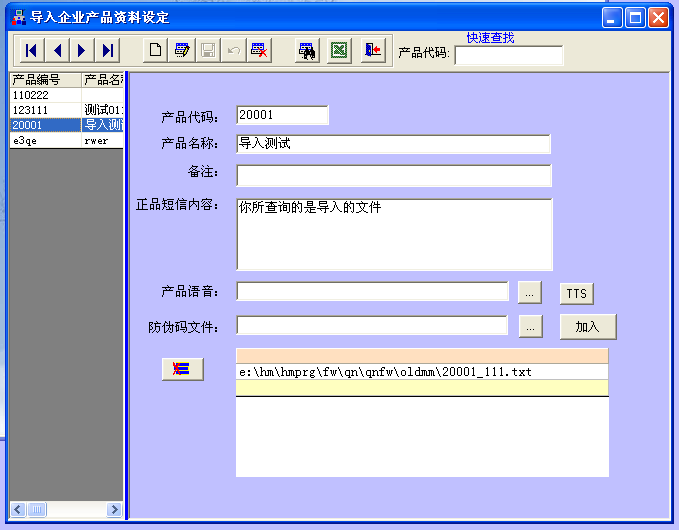 导入企业产品资料设定
快速查找
产品代码:
产品编号 产品名称
110222
123111 测试01
20001 导入测
e3qe rwer
产品代码： 20001
产品名称： 导入测试
备注：
正品短信内容： 你所查询的是导入的文件
产品语音： ... TTS
防伪码文件： ... 加入
e:\hm\hmprg\fw\qn\qnfw\oldmm\20001_111.txt